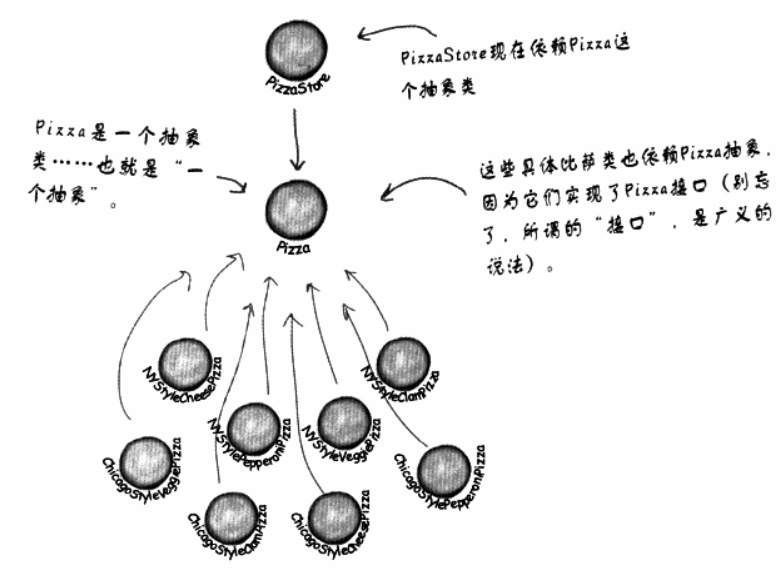 PizzaStore
PizzaStore现在依赖Pizza这
个抽象类
Pizza是一个抽象
类……也就是“一
个抽象”。
这些具体比萨类也依赖Pizza抽象，
因为它们实现了Pizza接口（别忘
了，所谓的“接口”，是广义的
说法）。
Pizza
NYStyleCheesePizza
NYStyleClamPizza
NYStylePepperoniPizza
NYStyleVeggiePizza
ChicagoStyleVeggiePizza
ChicagoStylePepperoniPizza
ChicagoStyleClamPizza
ChicagoStyleCheesePizza